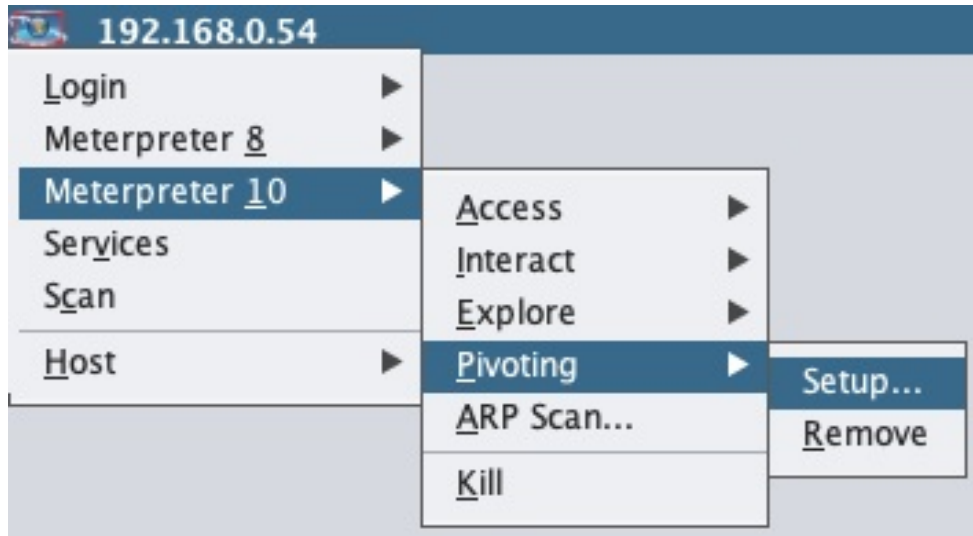 192.168.0.54
Login
Meterpreter 8
Meterpreter 10
Services
Scan
Host
Access
Interact
Explore
Pivoting
ARP Scan...
Kill
Setup...
Remove